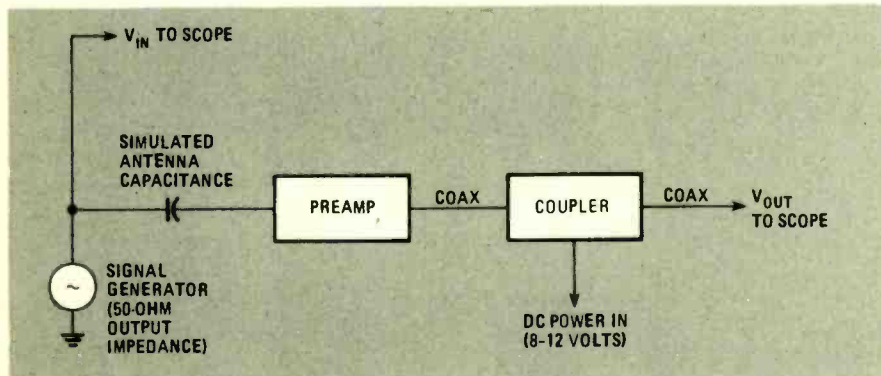 V_IN TO SCOPE
SIMULATED
ANTENNA
CAPACITANCE
PREAMP
COAX
COUPLER
COAX
V_OUT
TO SCOPE
~
SIGNAL
GENERATOR
(50-OHM
OUTPUT
IMPEDANCE)
DC POWER IN
(8-12 VOLTS)